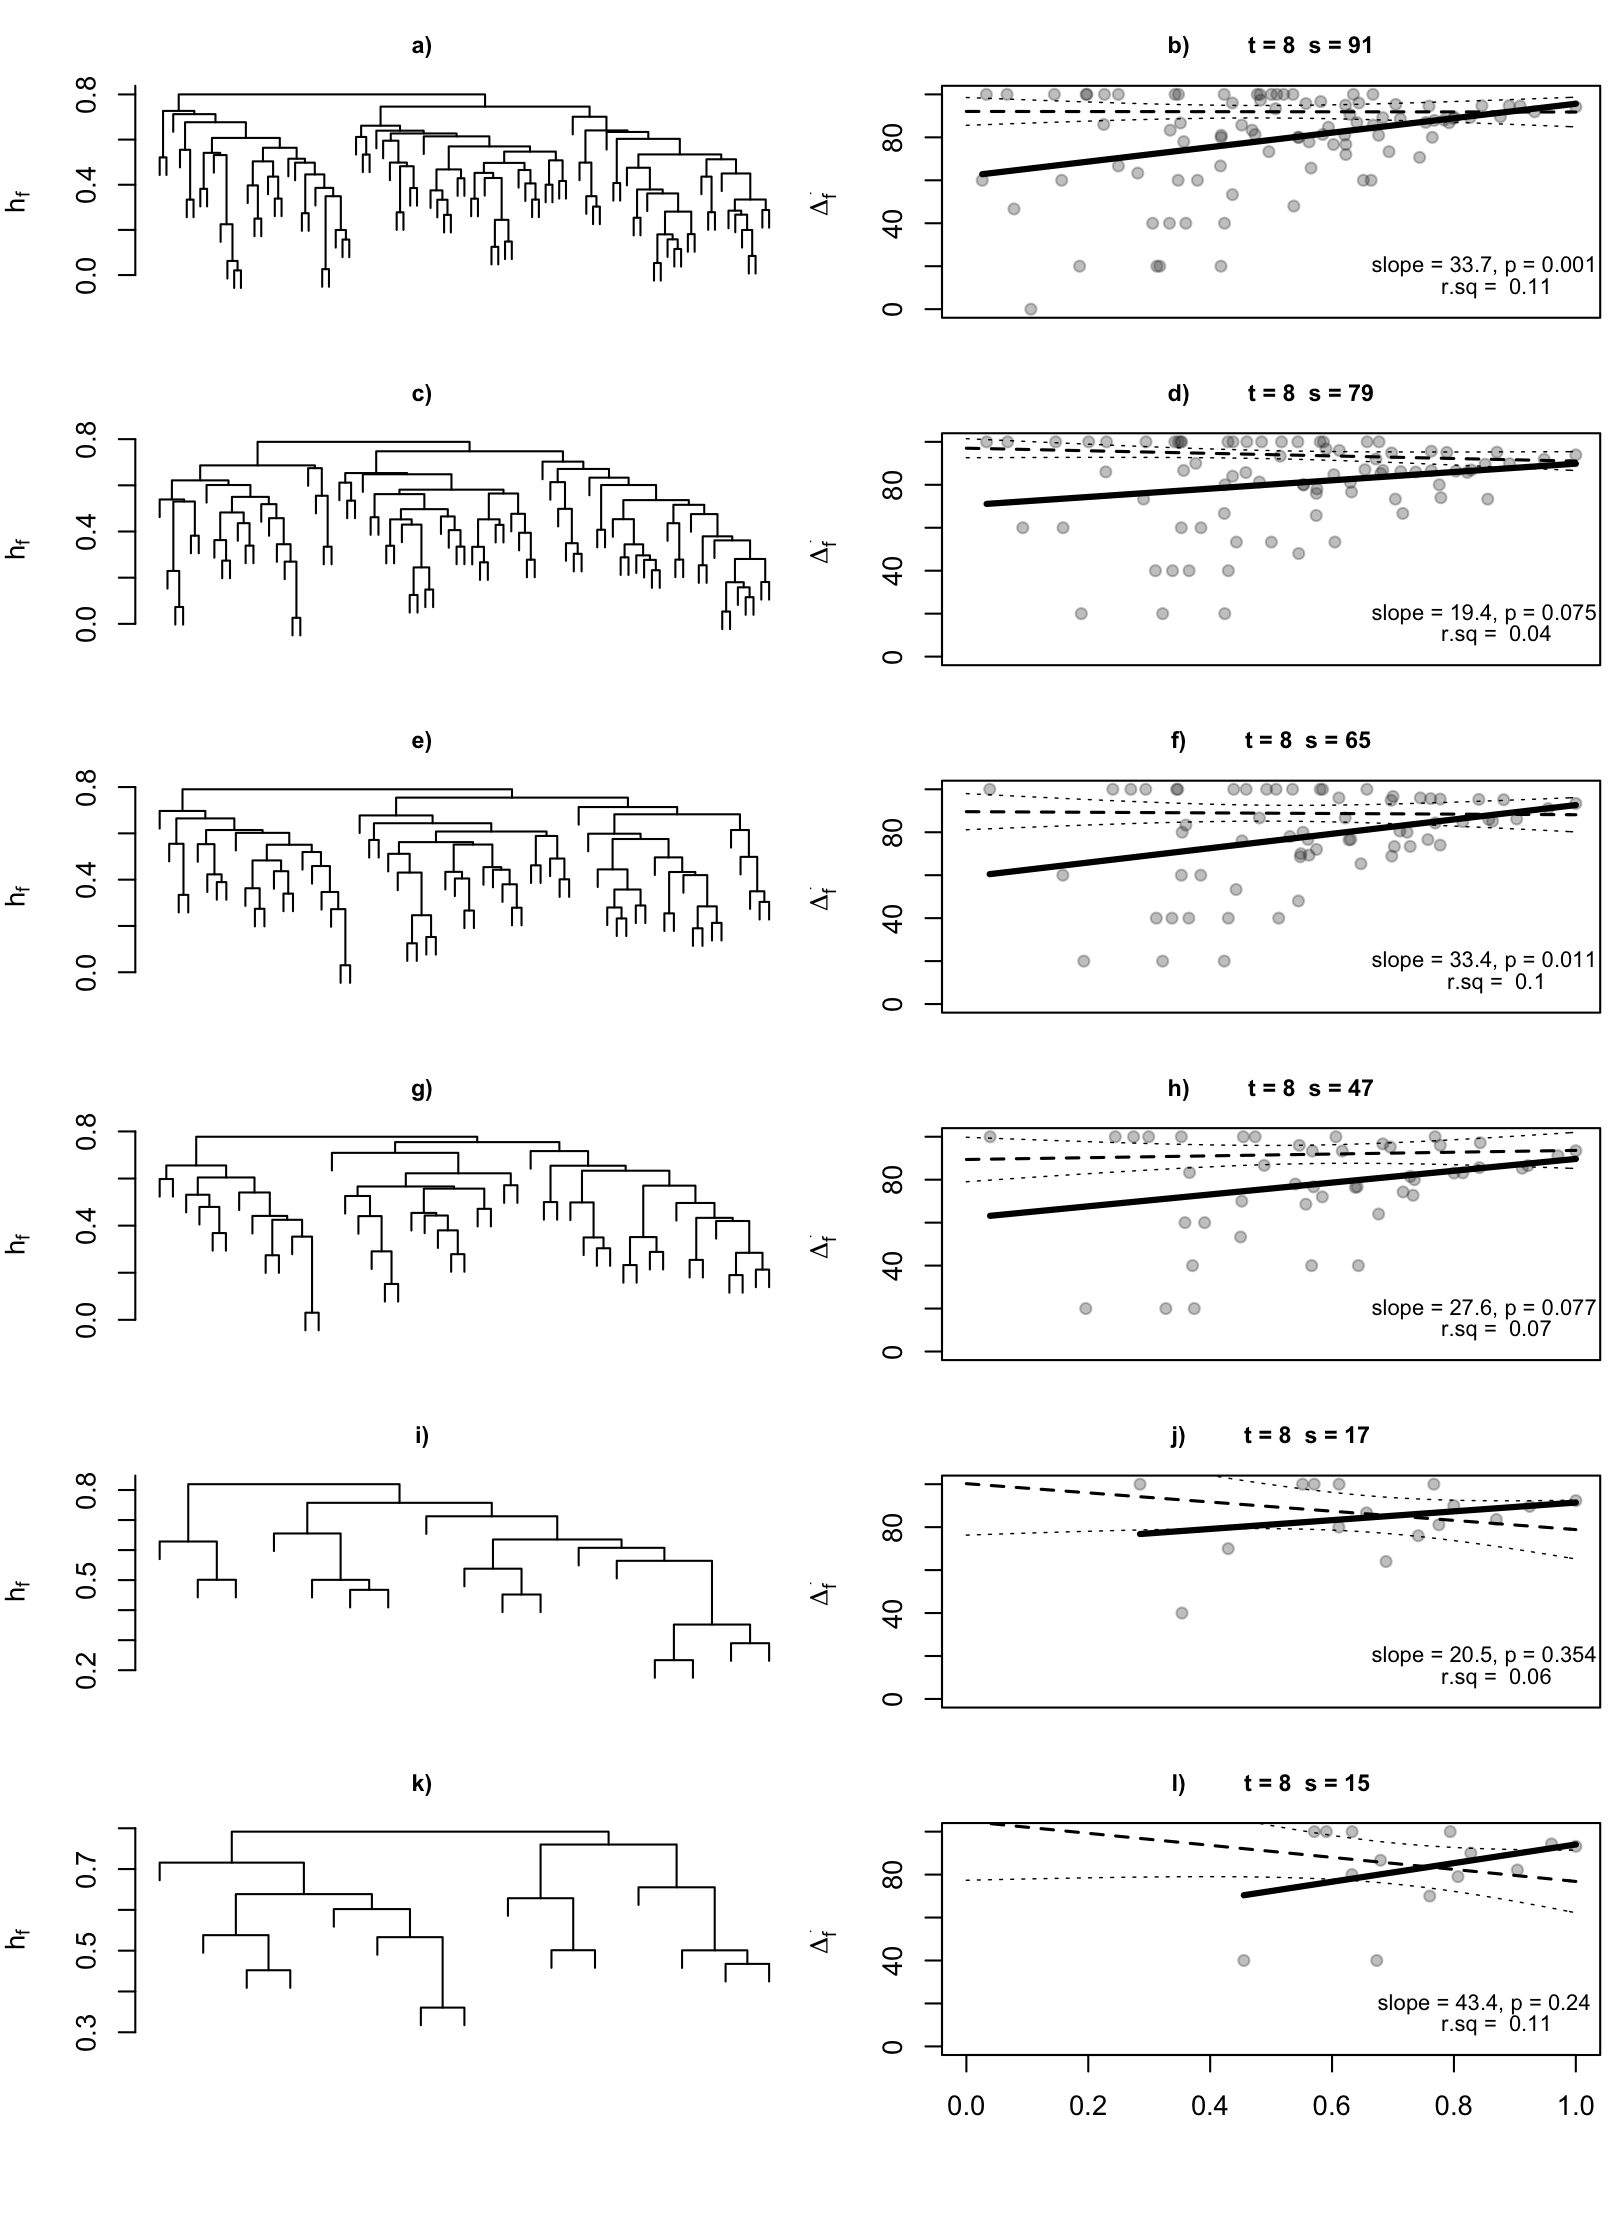 a)
0.8
0.4
0.0
hf
b) t = 8 s = 91
80
40
0
Δf
slope = 33.7, p = 0.001
r.sq = 0.11
c)
0.8
0.4
0.0
hf
d) t = 8 s = 79
80
40
0
Δf
slope = 19.4, p = 0.075
r.sq = 0.04
e)
0.8
0.4
0.0
hf
f) t = 8 s = 65
80
40
0
Δf
slope = 33.4, p = 0.011
r.sq = 0.1
g)
0.8
0.4
0.0
hf
h) t = 8 s = 47
80
40
0
Δf
slope = 27.6, p = 0.077
r.sq = 0.07
i)
0.8
0.5
0.2
hf
j) t = 8 s = 17
80
40
0
Δf
slope = 20.5, p = 0.354
r.sq = 0.06
k)
0.7
0.5
0.3
hf
l) t = 8 s = 15
80
40
0
Δf
slope = 43.4, p = 0.24
r.sq = 0.11
0.0 0.2 0.4 0.6 0.8 1.0